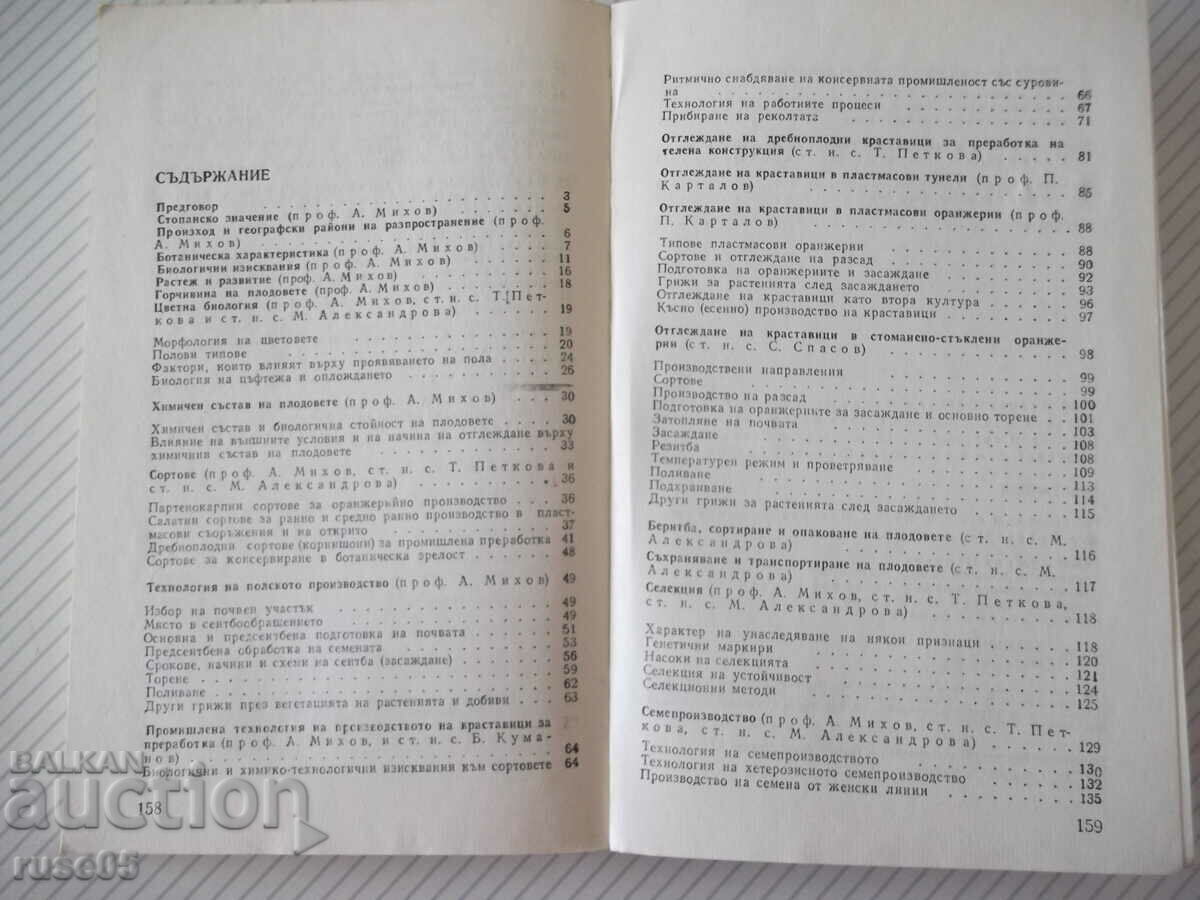 СЪДЪРЖАНИЕ
Предговор . . . 3
Стопанско значение (проф. А. Михов) . . . 5
Произход и географски райони на разпространение (проф.
А. Михов) . . . 6
Ботаническа характеристика (проф. А. Михов) . . . 7
Биологични изисквания (проф. А. Михов) . . . 11
Растеж и развитие (проф. А. Михов) . . . 16
Горчивина на плодовете (проф. А. Михов) . . . 18
Цветна биология (проф. А. Михов, ст. н. с. Т. Пет-
кова и ст. н. с. М. Александрова) . . . 19
Морфология на цветовете . . . 19
Полови типове . . . 20
Фактори, които влияят върху проявяването на пола . . . 24
Биология на цъфтежа и оплождането . . . 26
Химичен състав на плодовете (проф. А. Михов) . . . 30
Химичен състав и биологична стойност на плодовете . . . 30
Влияние на външните условия и на начина на отглеждане върху
химичния състав на плодовете . . . 33
Сортове (проф. А. Михов, ст. н. с. Т. Петкова и
ст. н. с. М. Александрова) . . . 36
Партенокарпни сортове за оранжерийно производство . . . 36
Салатни сортове за ранно и средно ранно производство в пласт-
масови съоръжения и на открито . . . 37
Дребноплодни сортове (корнишони) за промишлена преработка 41
Сортове за консервиране в ботаническа зрелост . . . 48
Технология на полското производство (проф. А. Михов) 49
Избор на почвен участък . . . 49
Място в сеитбообращението . . . 49
Основна и предсеитбена подготовка на почвата . . . 51
Предсеитбена обработка на семената . . . 53
Срокове, начини и схеми на сеитба (засаждане) . . . 56
Торене . . . 59
Поливане . . . 62
Други грижи през вегетацията на растенията и добиви . . . 63
Промишлена технология на производството на краставици за
преработка (проф. А. Михов, и ст. н. с. Б. Кума-
нов) . . . 64
Биологични и химико-технологични изисквания към сортовете 64
158
Ритмично снабдяване на консервната промишленост със сурови-
на . . . 66
Технология на работните процеси . . . 67
Прибиране на реколтата . . . 71
Отглеждане на дребноплодни краставици за преработка на
телена конструкция (ст. н. с. Т. Петкова) . . . 81
Отглеждане на краставици в пластмасови тунели (проф. П.
Карталов) . . . 85
Отглеждане на краставици в пластмасови оранжерии (проф.
П. Карталов) . . . 88
Типове пластмасови оранжерии . . . 88
Сортове и отглеждане на разсад . . . 90
Подготовка на оранжериите и засаждане . . . 92
Грижи за растенията след засаждането . . . 93
Отглеждане на краставици като втора култура . . . 96
Късно (есенно) производство на краставици . . . 97
Отглеждане на краставици в стоманено-стъклени оранже-
рии (ст. н. с. С. Спасов) . . . 98
Производствени направления . . . 99
Сортове . . . 99
Производство на разсад . . . 100
Подготовка на оранжериите за засаждане и основно торене . . 101
Затопляне на почвата . . . 103
Засаждане . . . 108
Резитба . . . 108
Температурен режим и проветряване . . . 109
Поливане . . . 113
Подхранване . . . 114
Други грижи за растенията след засаждането . . . 115
Беритба, сортиране и опаковане на плодовете (ст. н. с. М.
Александрова) . . . 116
Съхраняване и транспортиране на плодовете (ст. н. с. М.
Александрова) . . . 117
Селекция (проф. А. Михов, ст. н. с. Т. Петкова,
ст. н. с. М. Александрова) . . . 118
Характер на унаследяване на някои признаци . . . 118
Генетични маркири . . . 120
Насоки на селекцията . . . 121
Селекция на устойчивост . . . 124
Селекционни методи . . . 125
Семепроизводство (проф. А. Михов, ст. н. с. Т. Пет-
кова, ст. н. с. М. Александрова) . . . 129
Технология на семепроизводството . . . 130
Технология на хетерозисното семепроизводство . . . 132
Производство на семена от женски линии . . . 135
159
BALKAN
auction
ruse05